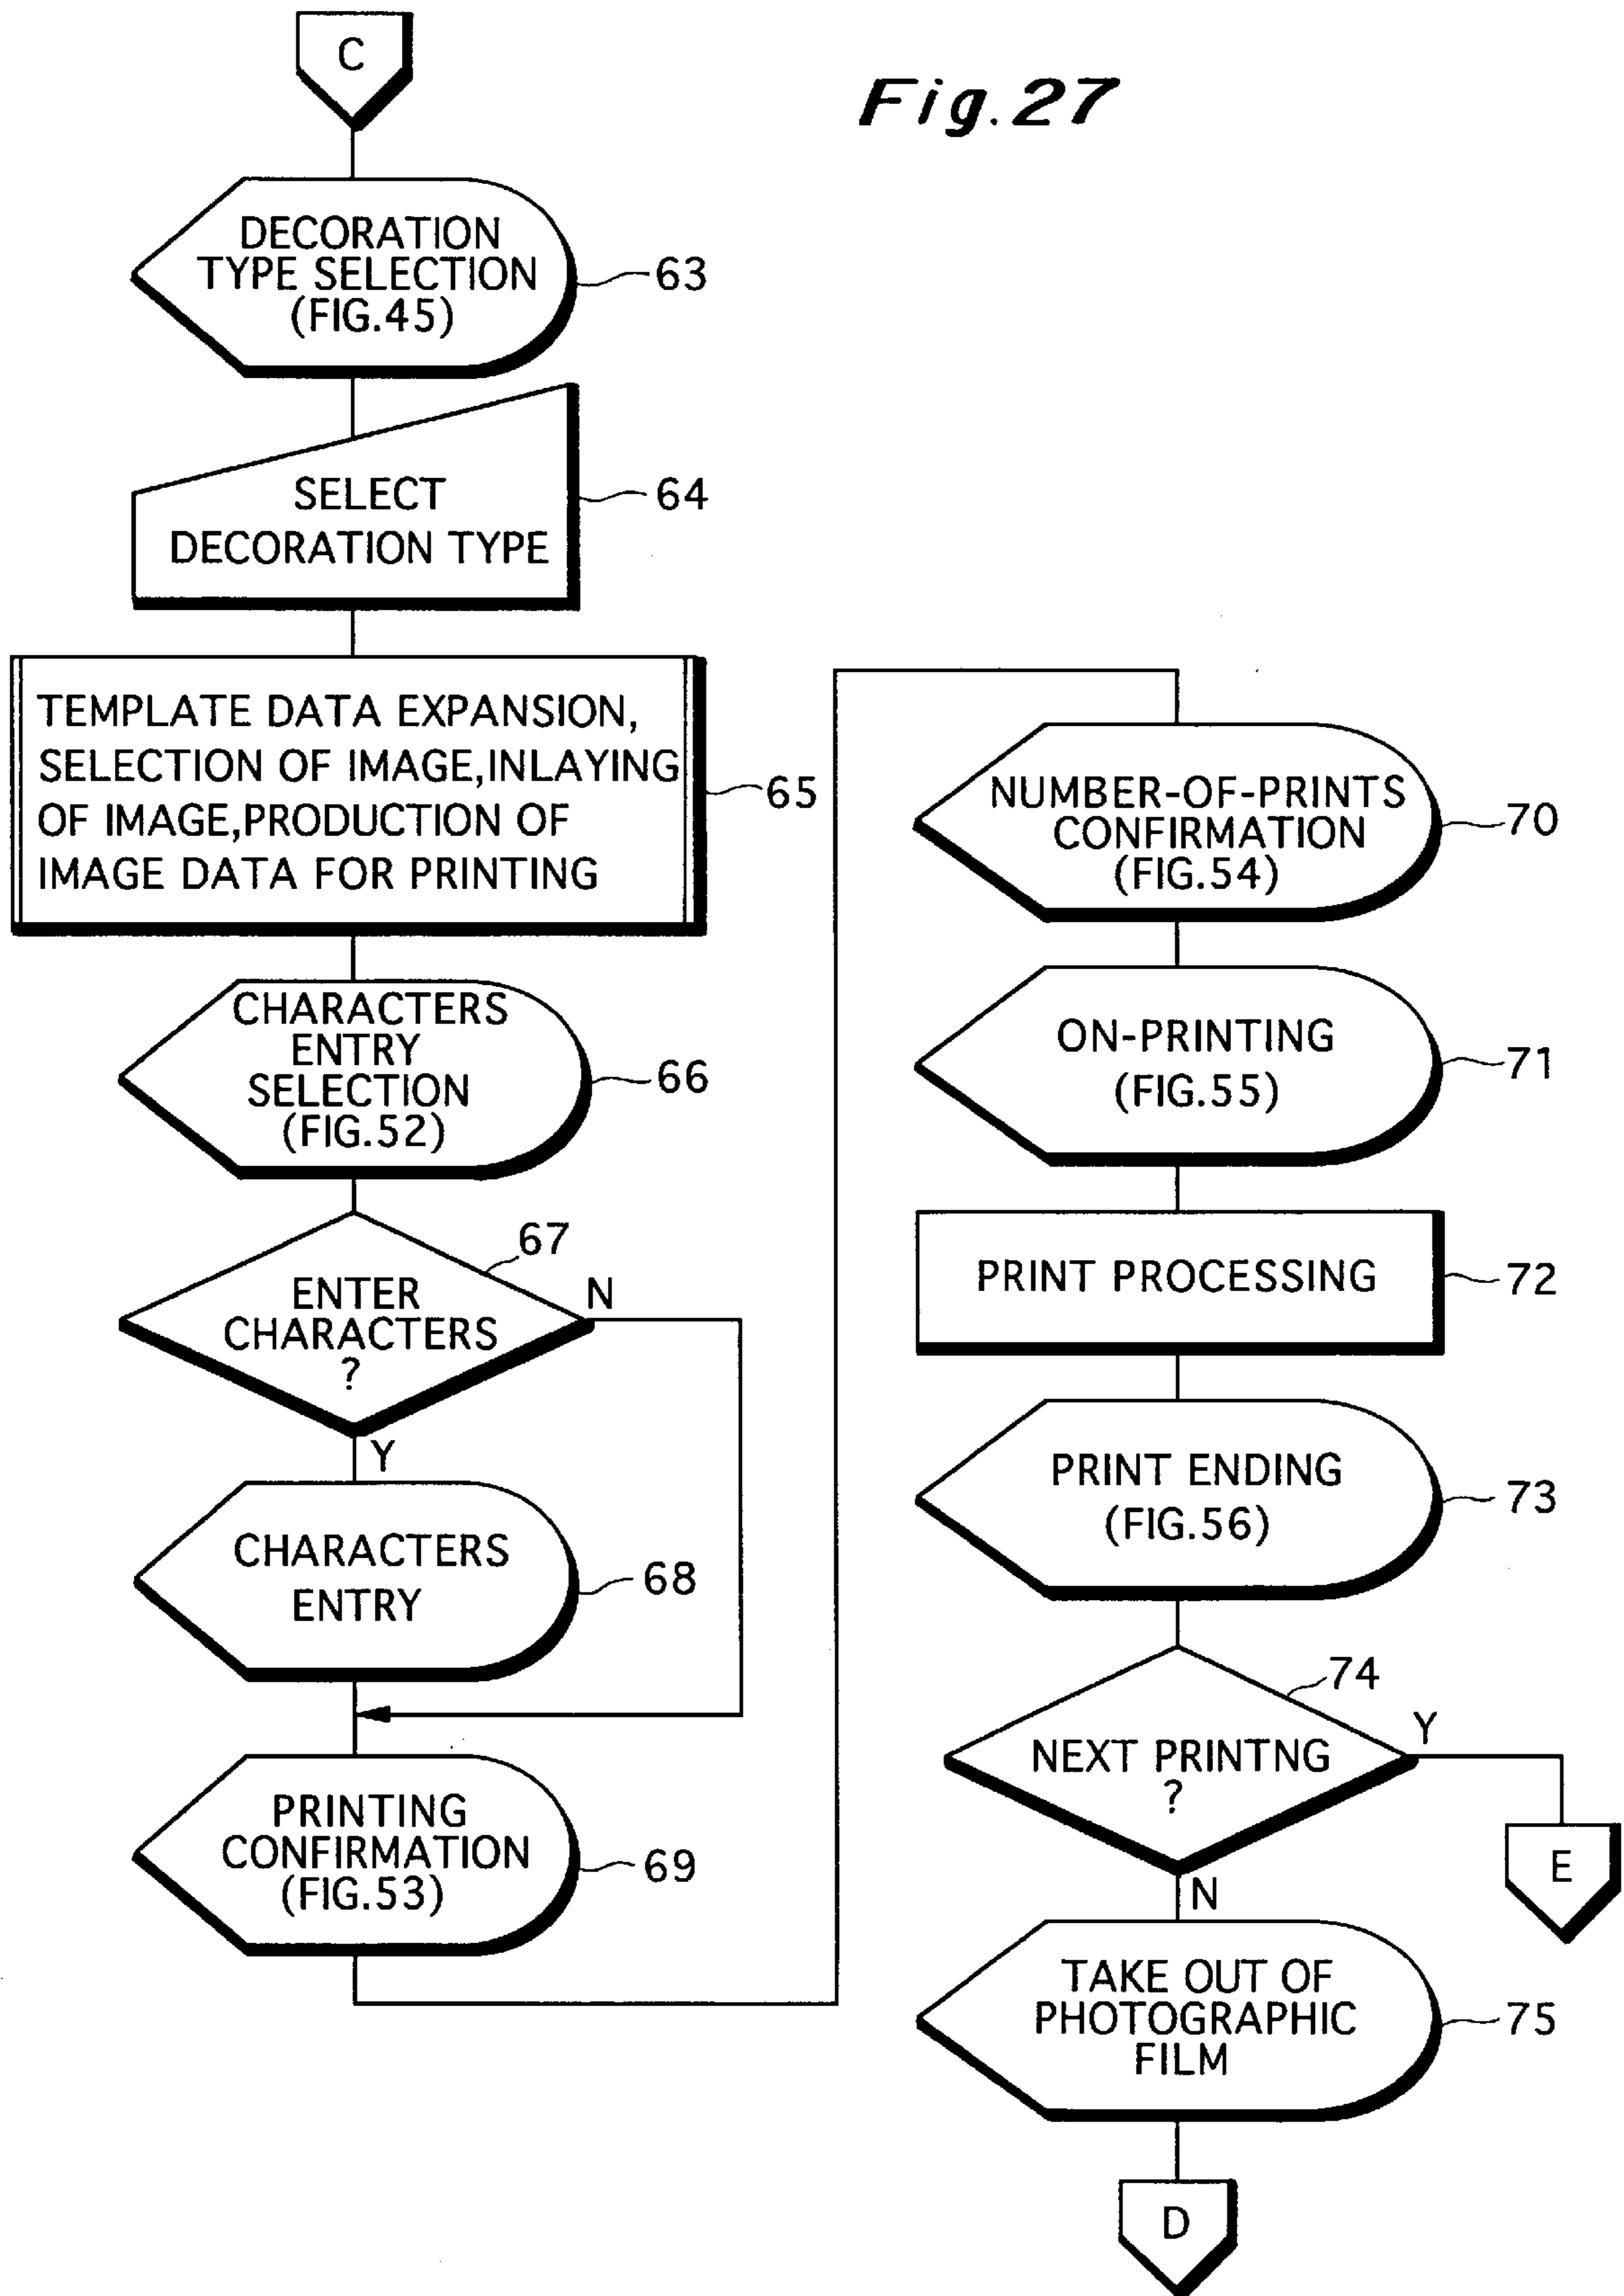 Fig.27
C
DECORATION
TYPE SELECTION
(FIG.45)
63
SELECT
DECORATION TYPE
64
TEMPLATE DATA EXPANSION,
SELECTION OF IMAGE,INLAYING
OF IMAGE,PRODUCTION OF
IMAGE DATA FOR PRINTING
65
CHARACTERS
ENTRY
SELECTION
(FIG.52)
66
67
ENTER
CHARACTERS
?
N
Y
CHARACTERS
ENTRY
68
PRINTING
CONFIRMATION
(FIG.53)
69
NUMBER-OF-PRINTS
CONFIRMATION
(FIG.54)
70
ON-PRINTING
(FIG.55)
71
PRINT PROCESSING
72
PRINT ENDING
(FIG.56)
73
74
NEXT PRINTNG
?
Y
E
N
TAKE OUT OF
PHOTOGRAPHIC
FILM
75
D